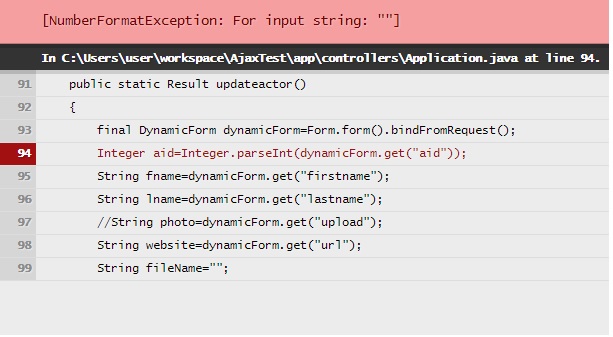 [NumberFormatException: For input string: ""]
In C:\Users\user\workspace\AjaxTest\app\controllers\Application.java at line 94.
91 public static Result updateactor()
92 {
93 final DynamicForm dynamicForm=Form.form().bindFromRequest();
94 Integer aid=Integer.parseInt(dynamicForm.get("aid"));
95 String fname=dynamicForm.get("firstname");
96 String lname=dynamicForm.get("lastname");
97 //String photo=dynamicForm.get("upload");
98 String website=dynamicForm.get("url");
99 String fileName="";